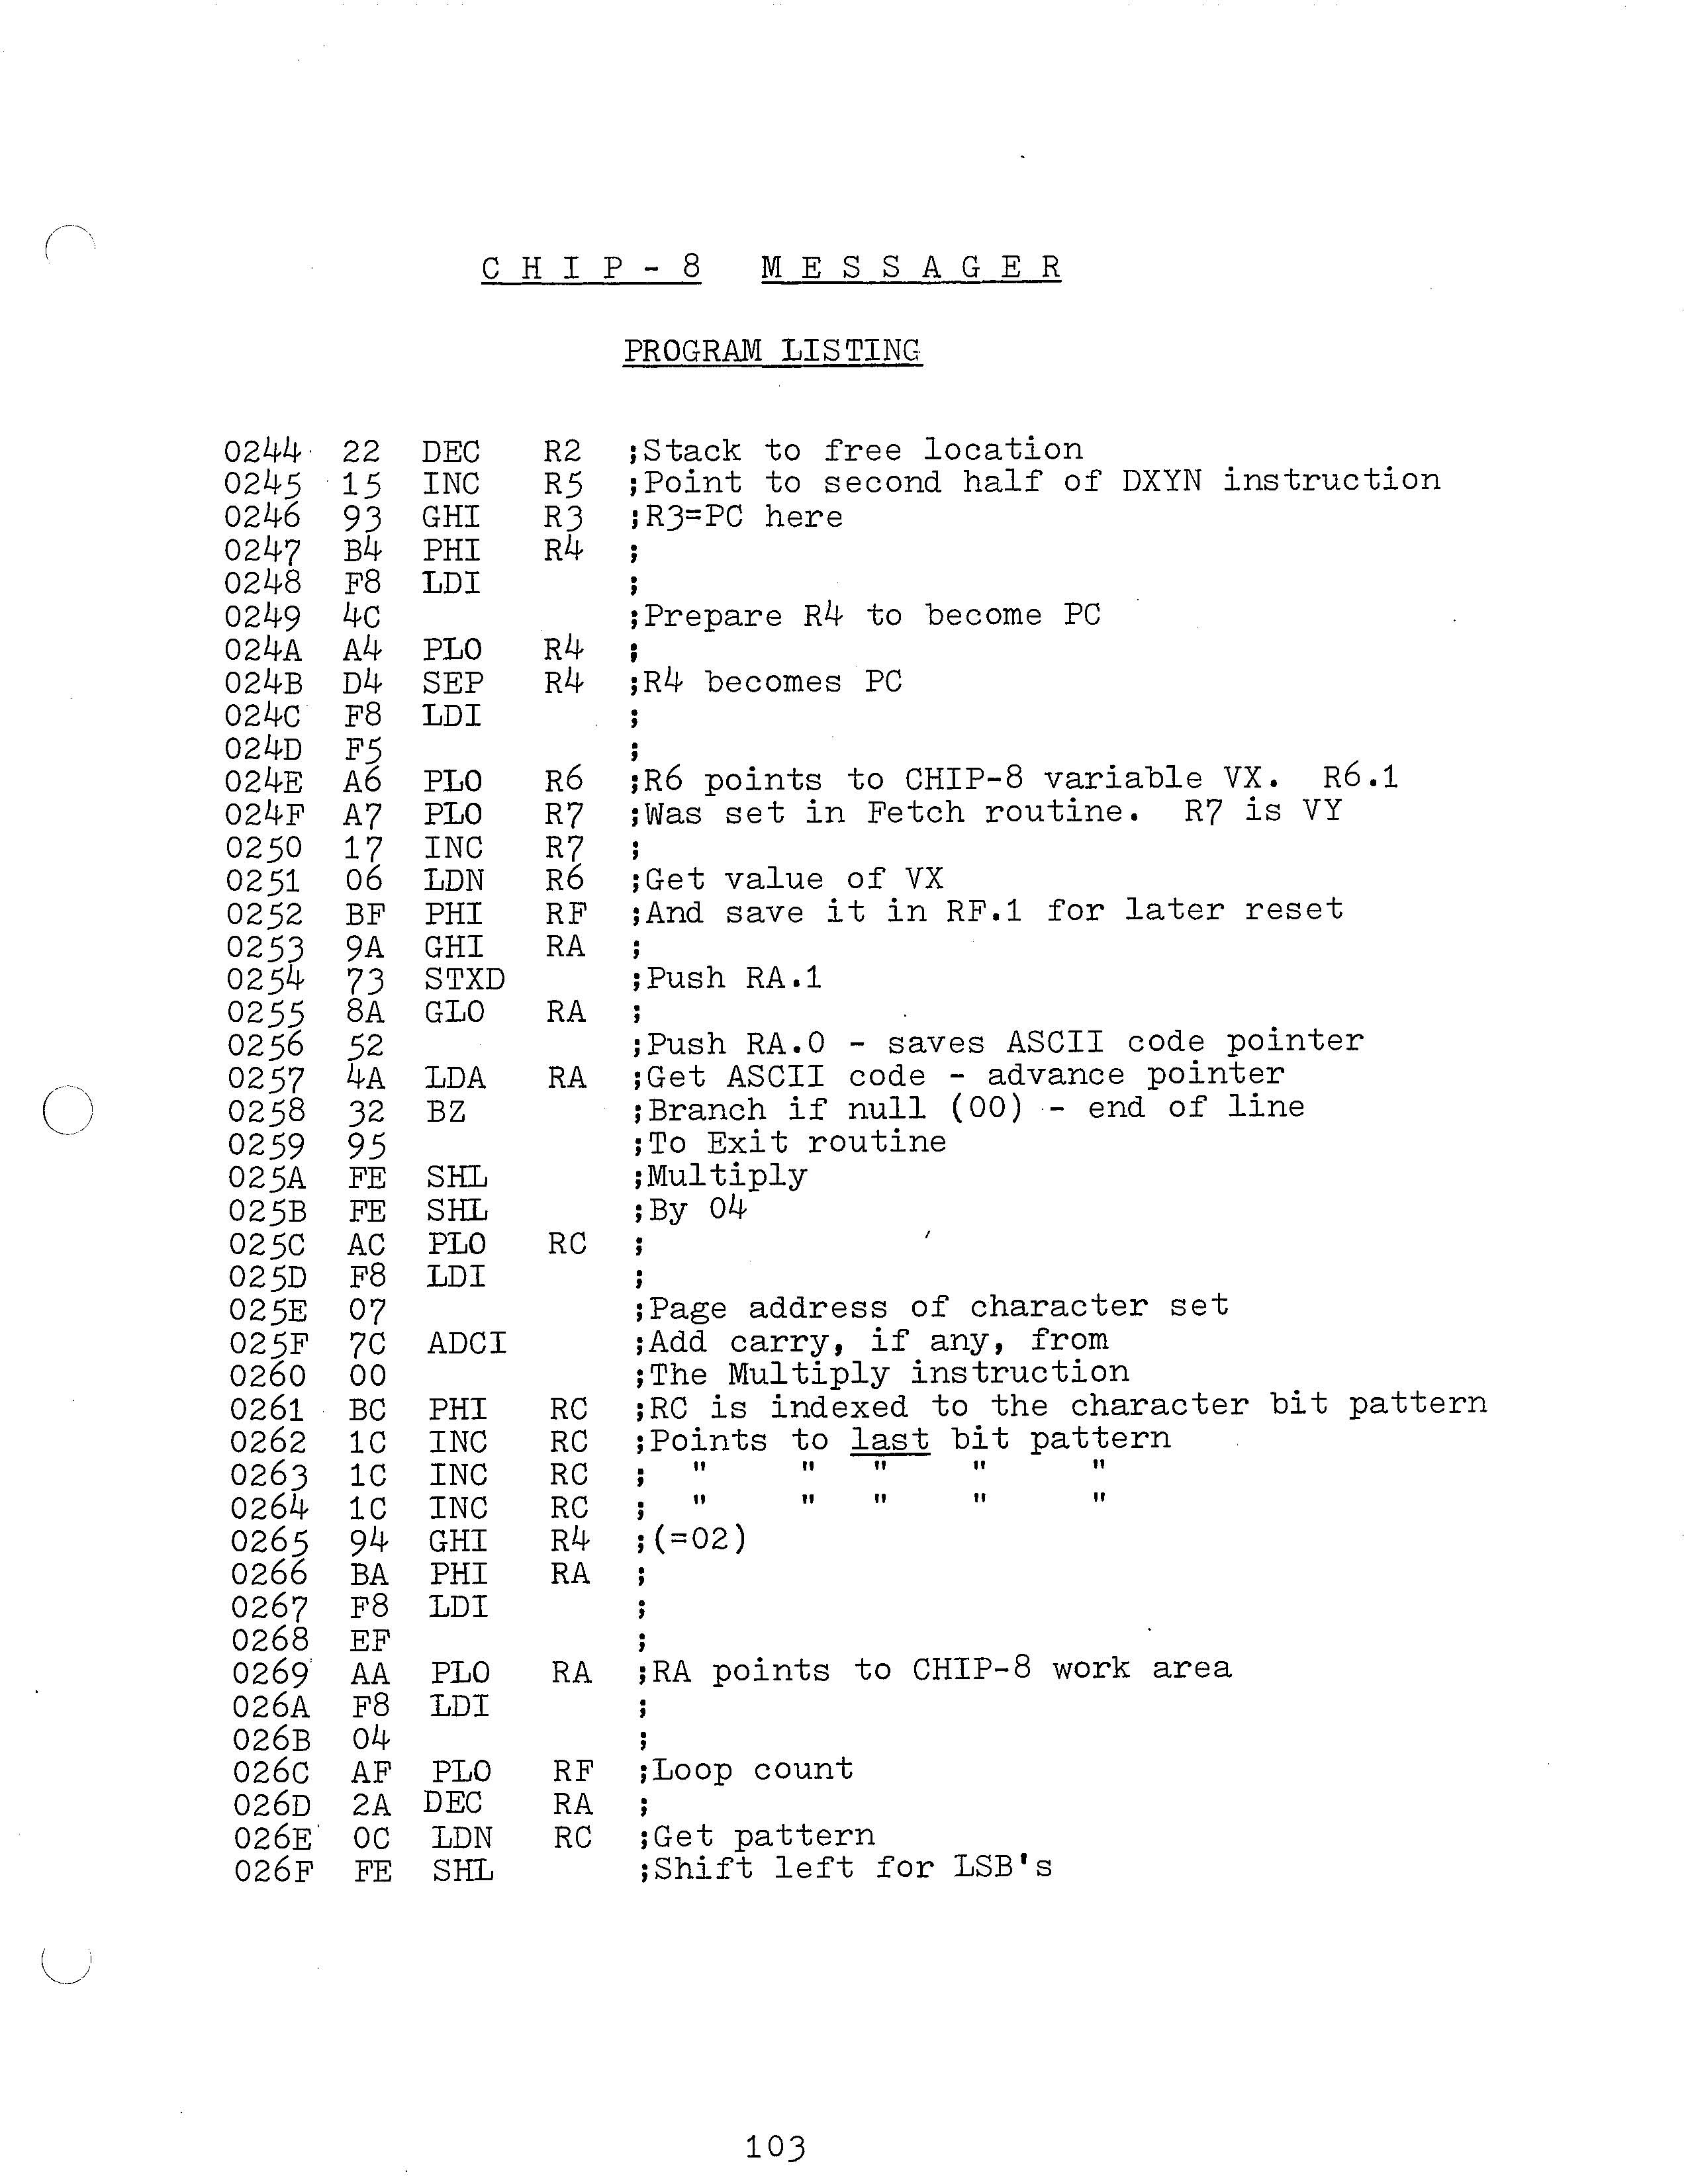 C H I P - 8   M E S S A G E R
PROGRAM LISTING
0244 22 DEC R2 ;Stack to free location
0245 15 INC R5 ;Point to second half of DXYN instruction
0246 93 GHI R3 ;R3=PC here
0247 B4 PHI R4 ;
0248 F8 LDI ;
0249 4C ;Prepare R4 to become PC
024A A4 PLO R4 ;
024B D4 SEP R4 ;R4 becomes PC
024C F8 LDI ;
024D F5 ;
024E A6 PLO R6 ;R6 points to CHIP-8 variable VX. R6.1
024F A7 PLO R7 ;Was set in Fetch routine. R7 is VY
0250 17 INC R7 ;
0251 06 LDN R6 ;Get value of VX
0252 BF PHI RF ;And save it in RF.1 for later reset
0253 9A GHI RA ;
0254 73 STXD ;Push RA.1
0255 8A GLO RA ;
0256 52 ;Push RA.0 - saves ASCII code pointer
0257 4A LDA RA ;Get ASCII code - advance pointer
0258 32 BZ ;Branch if null (00) - end of line
0259 95 ;To Exit routine
025A FE SHL ;Multiply
025B FE SHL ;By 04
025C AC PLO RC ;
025D F8 LDI ;
025E 07 ;Page address of character set
025F 7C ADCI ;Add carry, if any, from
0260 00 ;The Multiply instruction
0261 BC PHI RC ;RC is indexed to the character bit pattern
0262 1C INC RC ;Points to last bit pattern
0263 1C INC RC ; " " " " "
0264 1C INC RC ; " " " " "
0265 94 GHI R4 ;(=02)
0266 BA PHI RA ;
0267 F8 LDI ;
0268 EF ;
0269 AA PLO RA ;RA points to CHIP-8 work area
026A F8 LDI ;
026B 04 ;
026C AF PLO RF ;Loop count
026D 2A DEC RA ;
026E 0C LDN RC ;Get pattern
026F FE SHL ;Shift left for LSB's
103